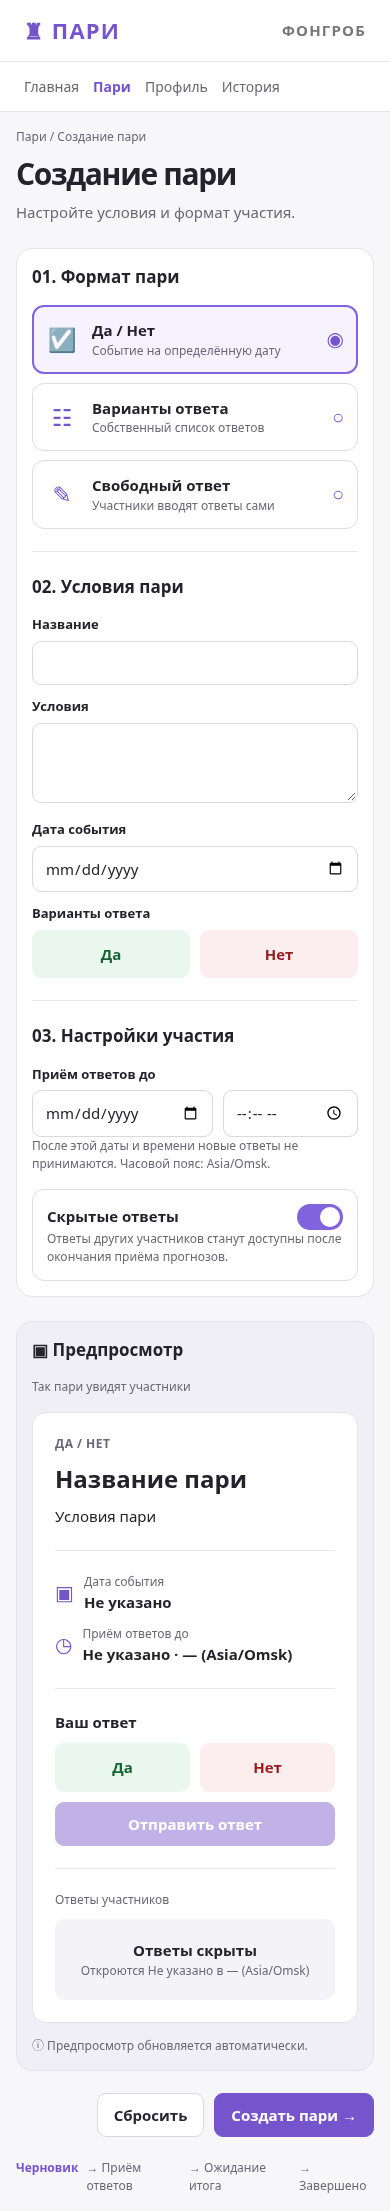 ♜ ПАРИ
ФОНГРОБ
Главная Пари Профиль История
Пари / Создание пари
Создание пари
Настройте условия и формат участия.
01. Формат пари
Да / Нет
Событие на определённую дату
Варианты ответа
Собственный список ответов
Свободный ответ
Участники вводят ответы сами
02. Условия пари
Название
Условия
Дата события
mm/dd/yyyy
Варианты ответа
Да Нет
03. Настройки участия
Приём ответов до
mm/dd/yyyy --:-- --
После этой даты и времени новые ответы не
принимаются. Часовой пояс: Asia/Omsk.
Скрытые ответы
Ответы других участников станут доступны после
окончания приёма прогнозов.
▣ Предпросмотр
Так пари увидят участники
ДА / НЕТ
Название пари
Условия пари
Дата события
Не указано
Приём ответов до
Не указано · — (Asia/Omsk)
Ваш ответ
Да Нет
Отправить ответ
Ответы участников
Ответы скрыты
Откроются Не указано в — (Asia/Omsk)
ⓘ Предпросмотр обновляется автоматически.
Сбросить Создать пари →
Черновик → Приём ответов → Ожидание итога → Завершено